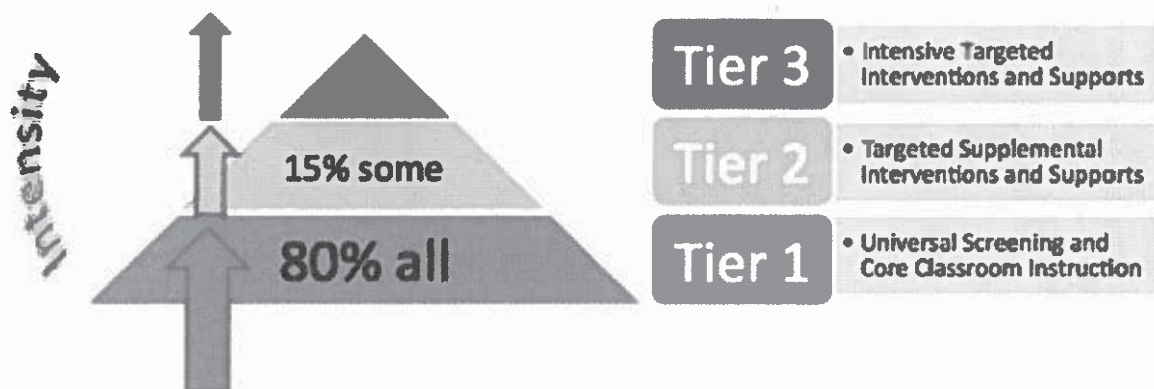 Intensity
15% some
80% all
Tier 3
• Intensive Targeted
Interventions and Supports
Tier 2
• Targeted Supplemental
Interventions and Supports
Tier 1
• Universal Screening and
Core Classroom Instruction